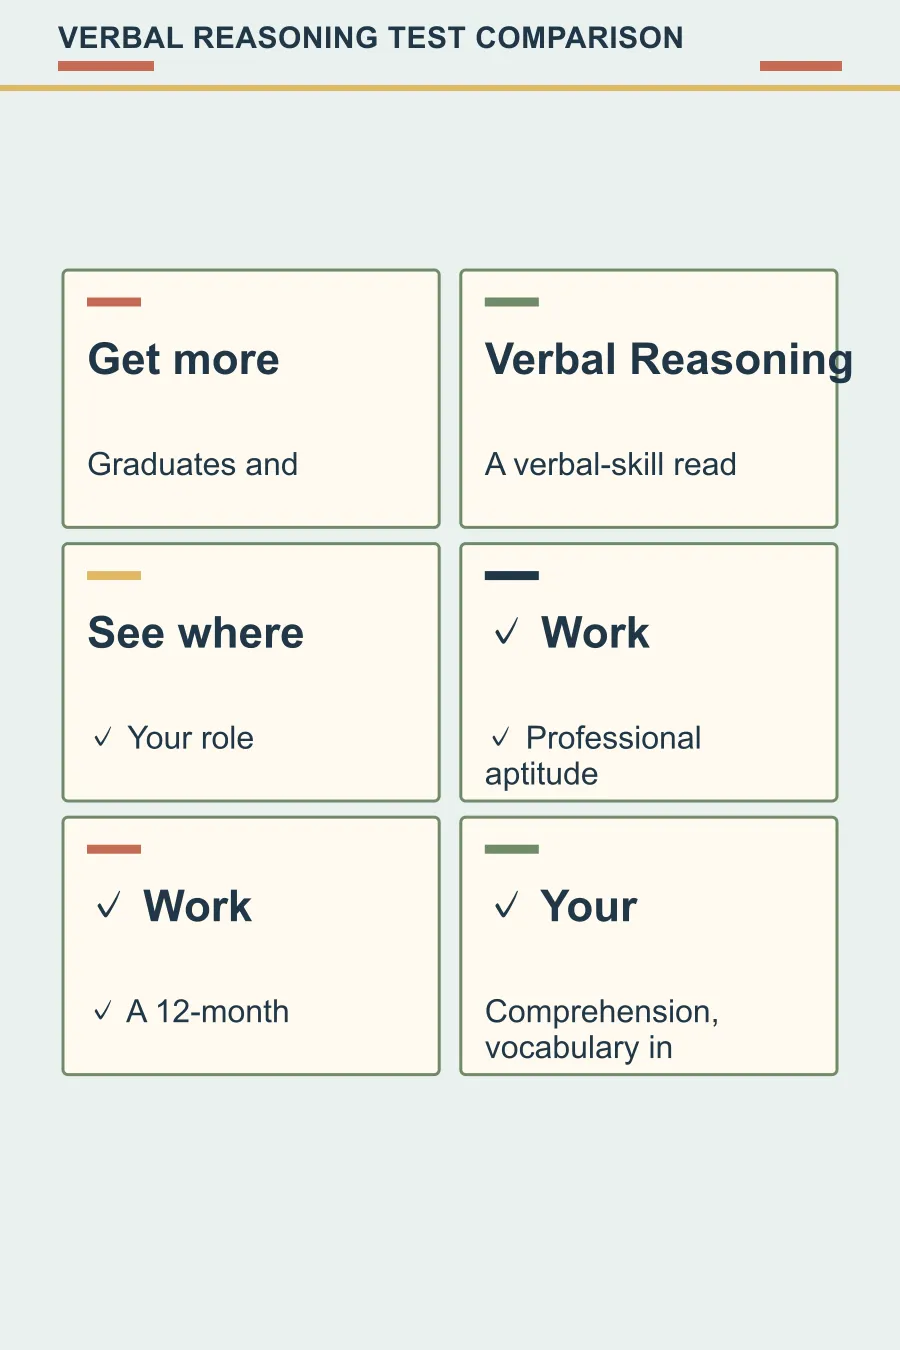 VERBAL REASONING TEST COMPARISON
Get more
Graduates and
Verbal Reasoning
A verbal-skill read
See where
✓ Your role
✓ Work
✓ Professional
aptitude
✓ Work
✓ A 12-month
✓ Your
Comprehension,
vocabulary in